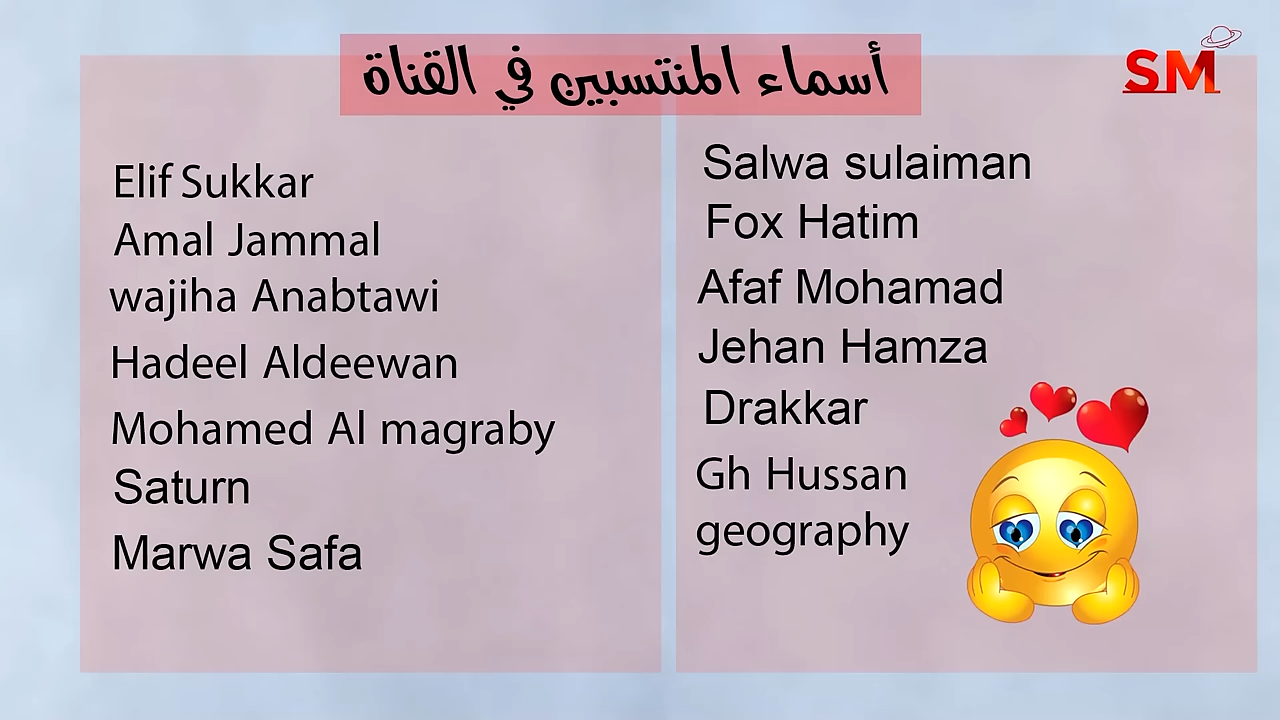 أسماء المنتسبين في القناة
SM
Elif Sukkar
Amal Jammal
wajiha Anabtawi
Hadeel Aldeewan
Mohamed Al magraby
Saturn
Marwa Safa
Salwa sulaiman
Fox Hatim
Afaf Mohamad
Jehan Hamza
Drakkar
Gh Hussan
geography